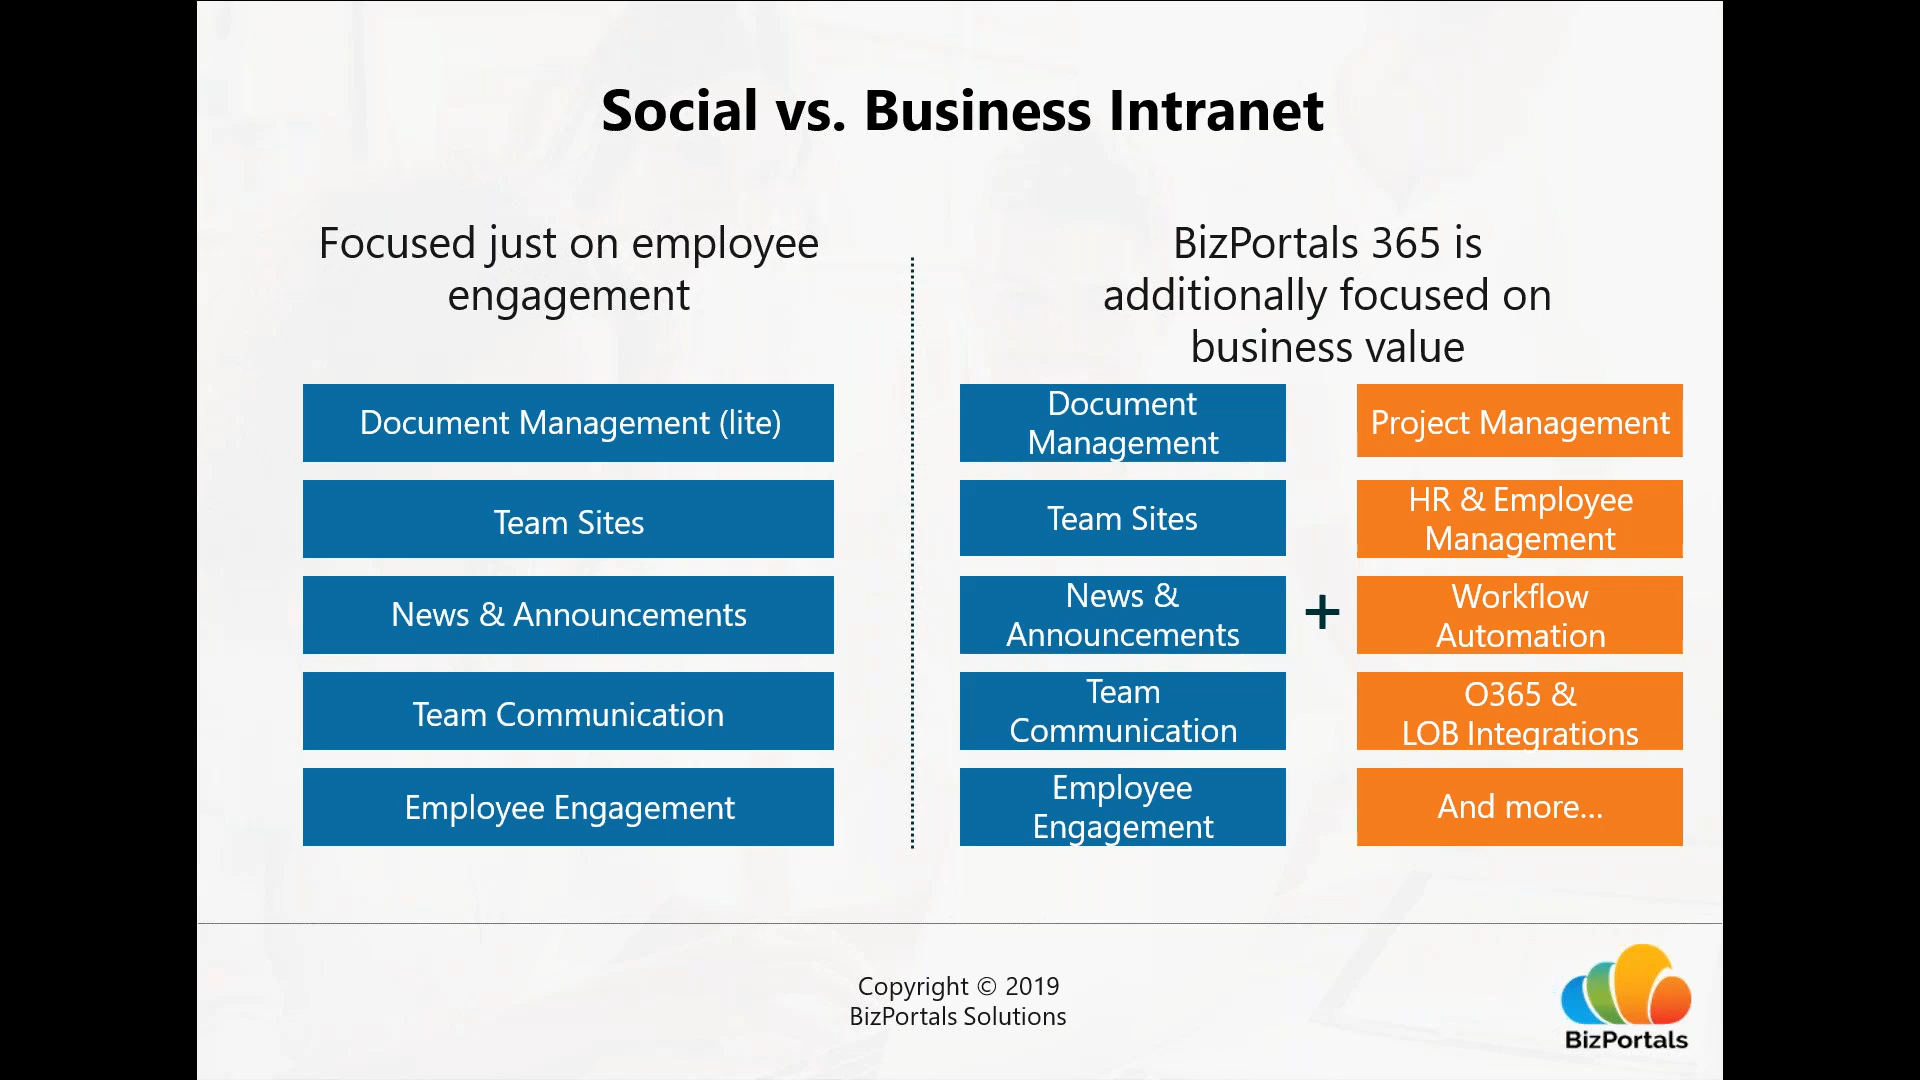 Social vs. Business Intranet
Focused just on employee
engagement
Document Management (lite)
Team Sites
News & Announcements
Team Communication
Employee Engagement
BizPortals 365 is
additionally focused on
business value
Document
Management
Team Sites
News &
Announcements
Team
Communication
Employee
Engagement
+
Project Management
HR & Employee
Management
Workflow
Automation
O365 &
LOB Integrations
And more...
Copyright © 2019
BizPortals Solutions
BizPortals